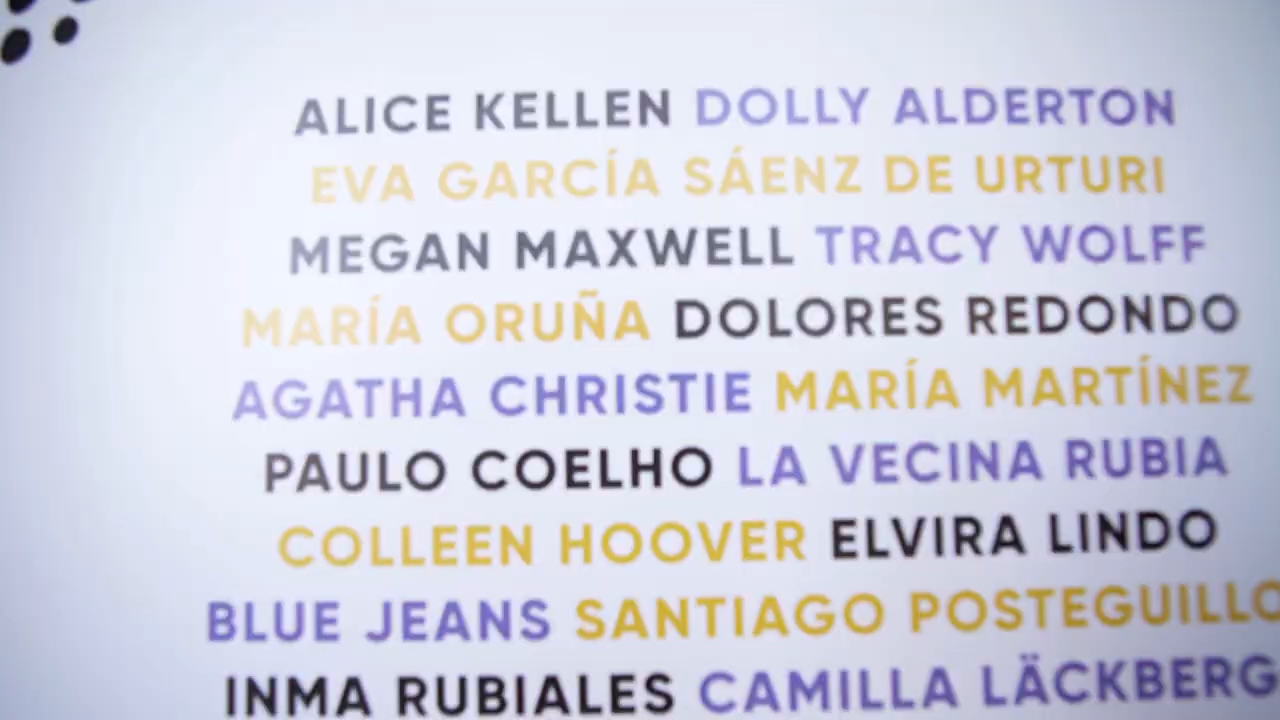 ALICE KELLEN DOLLY ALDERTON
EVA GARCÍA SÁENZ DE URTURI
MEGAN MAXWELL TRACY WOLFF
MARÍA ORUÑA DOLORES REDONDO
AGATHA CHRISTIE MARÍA MARTÍNEZ
PAULO COELHO LA VECINA RUBIA
COLLEEN HOOVER ELVIRA LINDO
BLUE JEANS SANTIAGO POSTEGUILLO
INMA RUBIALES CAMILLA LÄCKBERG